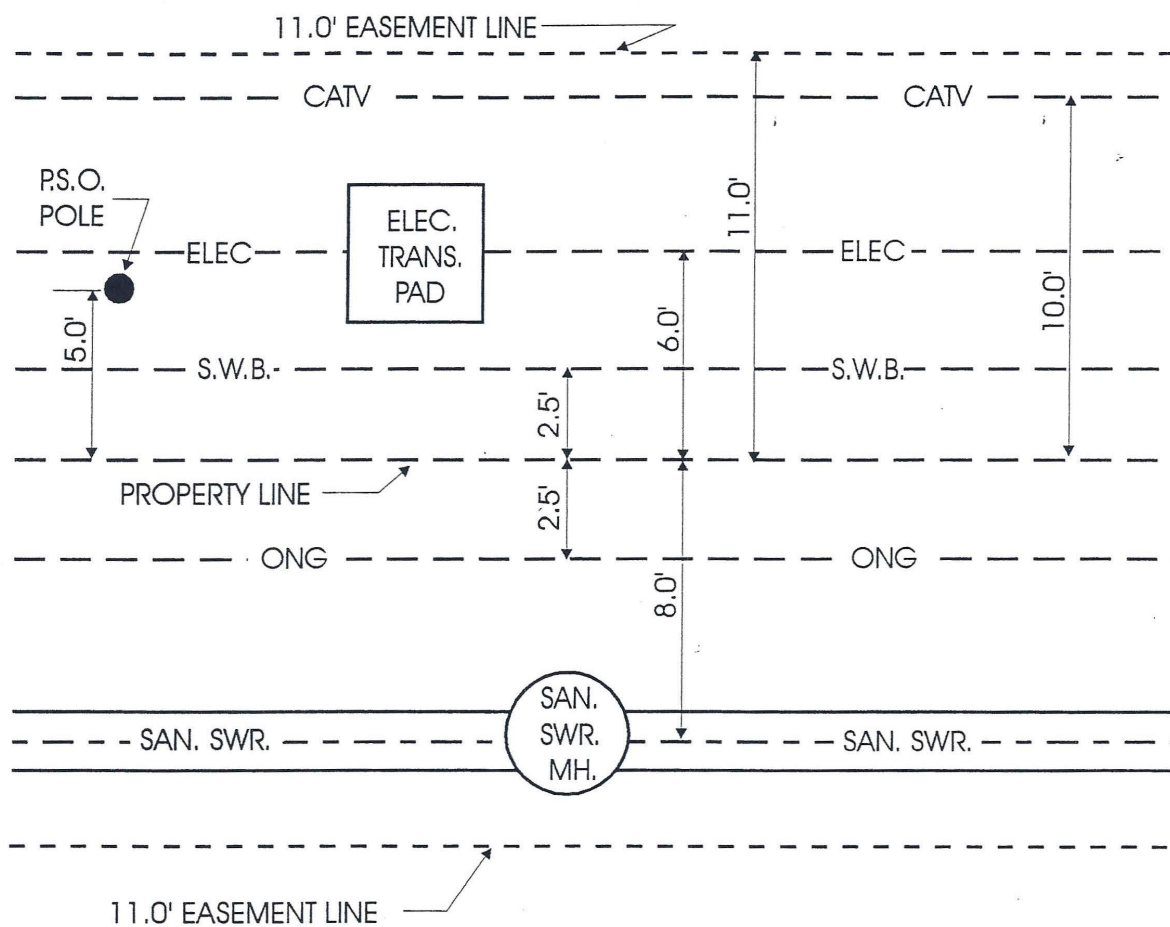 11.0' EASEMENT LINE
CATV
CATV
P.S.O.
POLE
ELEC.
TRANS.
PAD
11.0'
ELEC
ELEC
10.0'
5.0'
6.0'
S.W.B.
S.W.B.
2.5'
PROPERTY LINE
2.5'
ONG
ONG
8.0'
SAN.
SWR.
MH.
SAN. SWR.
SAN. SWR.
11.0' EASEMENT LINE